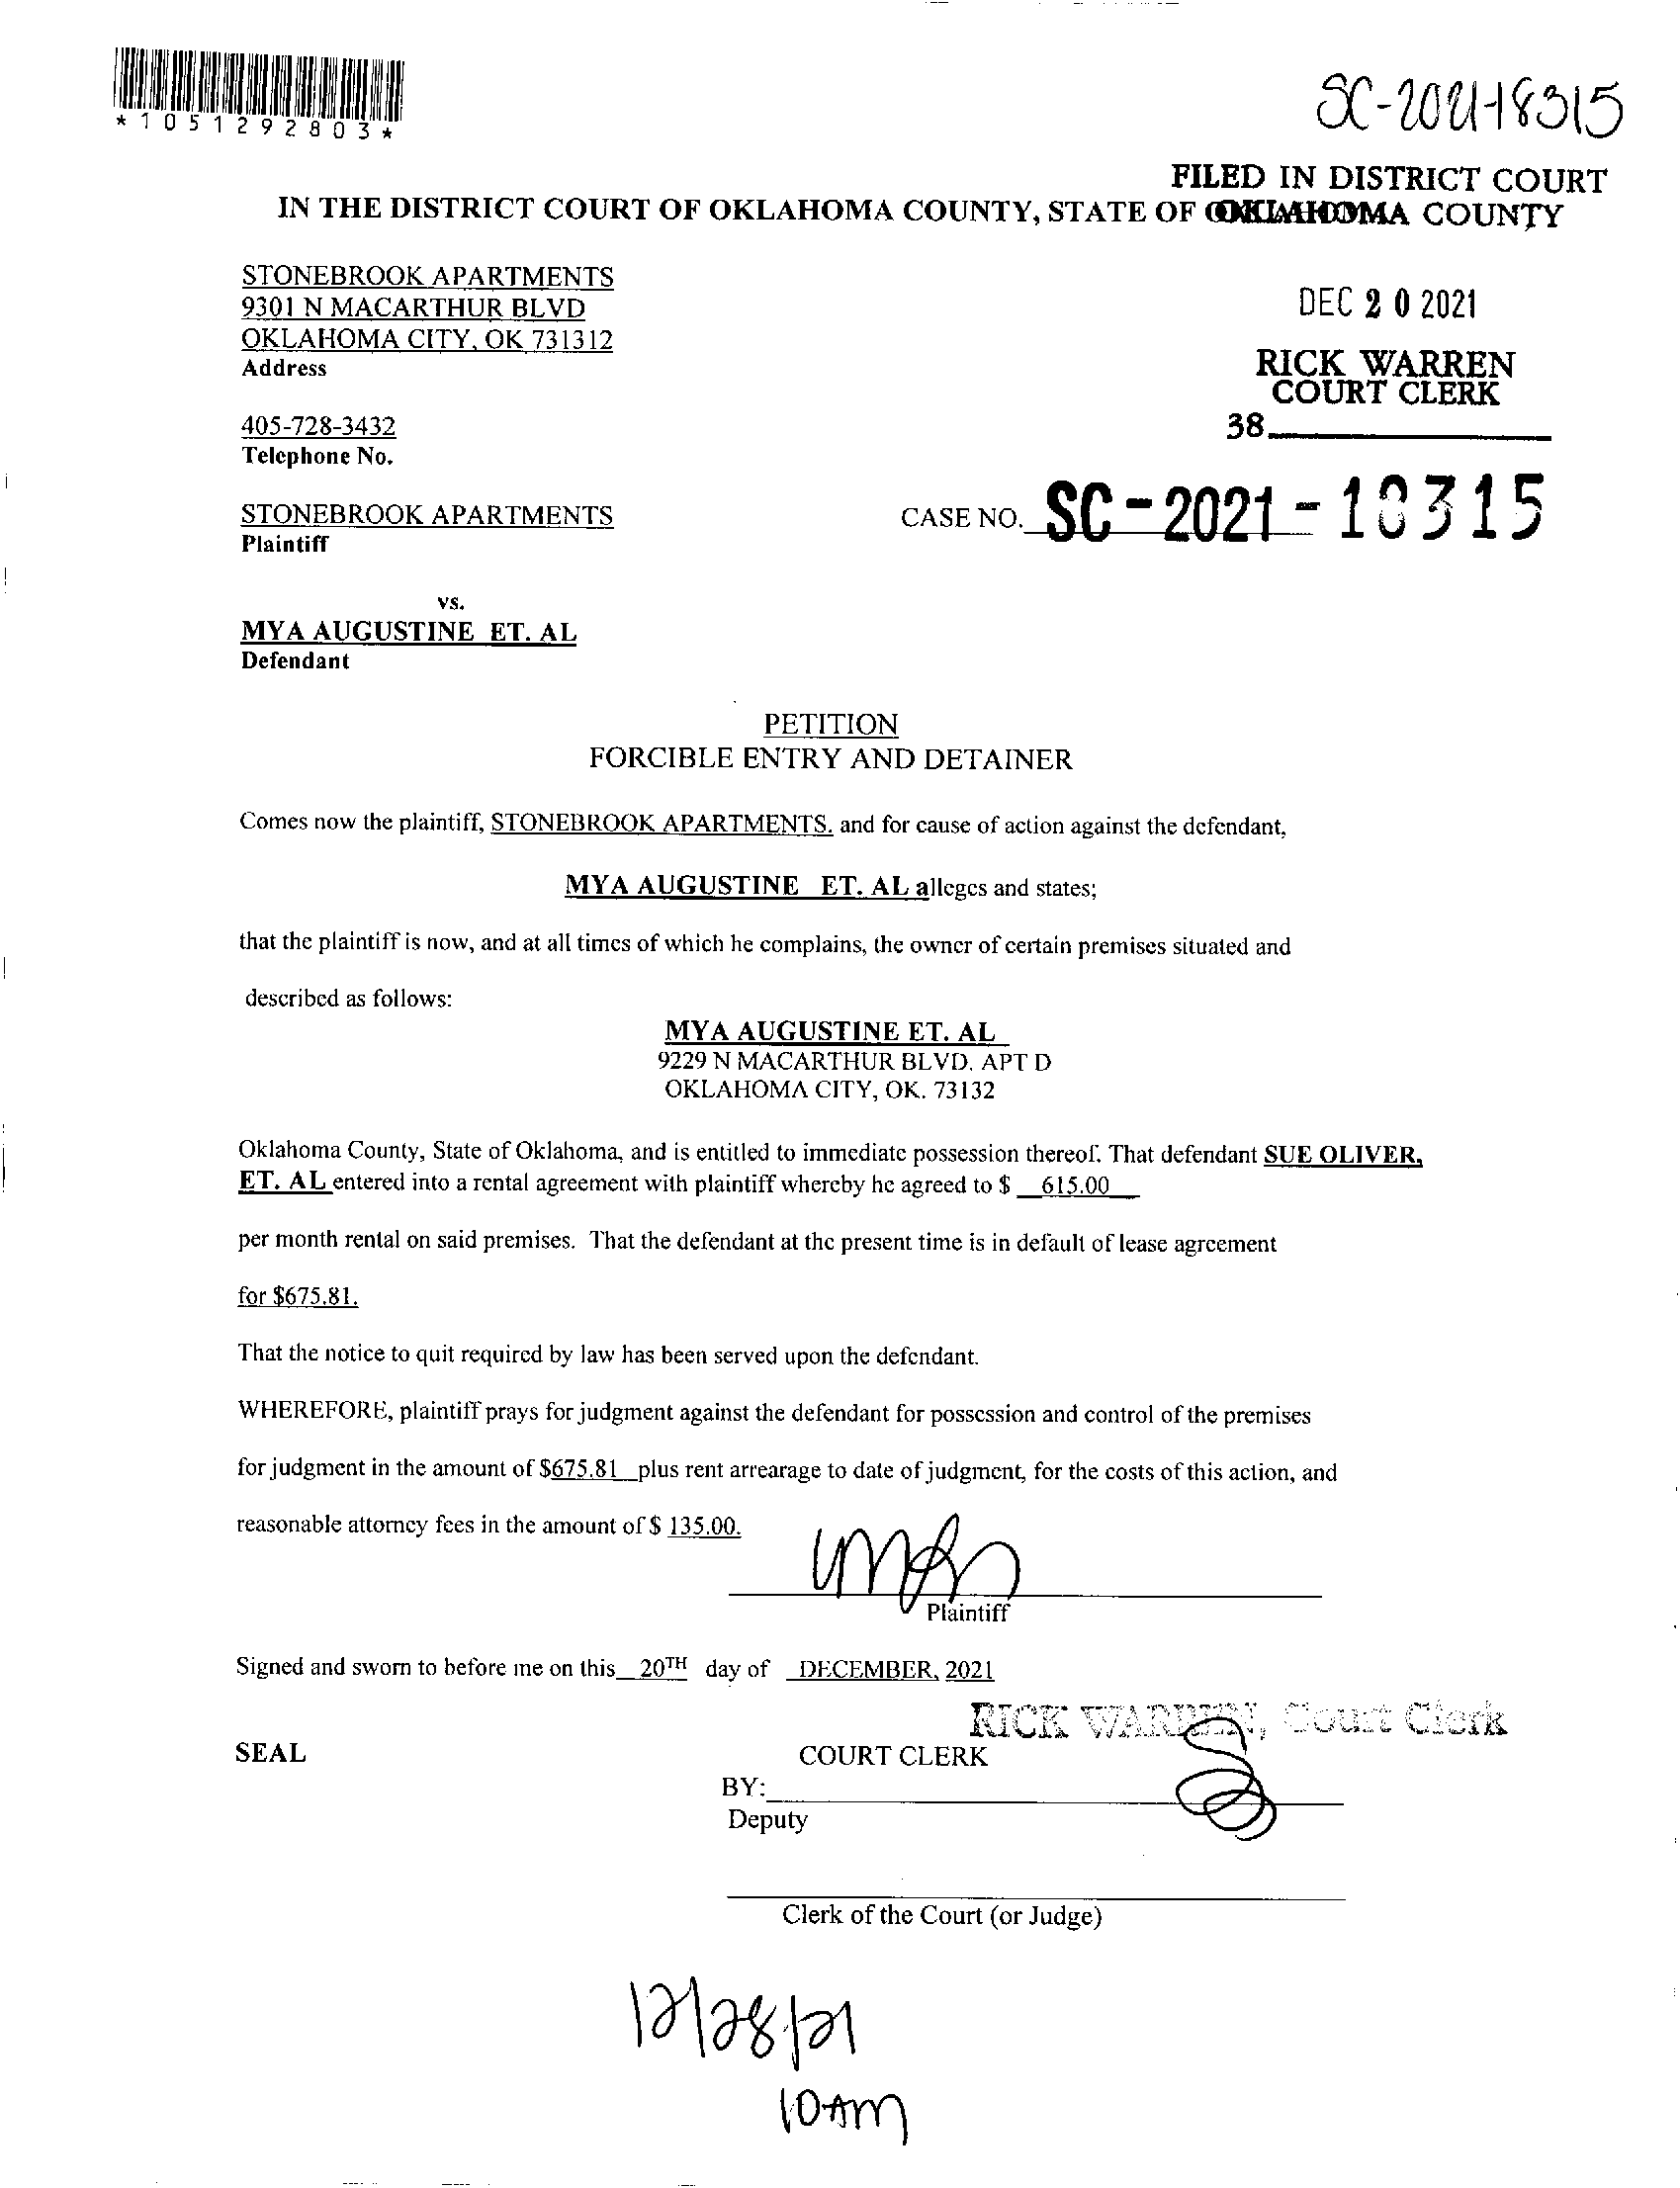 *1051292803*
SC-2021-18315
FILED IN DISTRICT COURT
IN THE DISTRICT COURT OF OKLAHOMA COUNTY, STATE OF OKLAHOMA COUNTY
STONEBROOK APARTMENTS
9301 N MACARTHUR BLVD
OKLAHOMA CITY, OK 731312
Address
DEC 20 2021
RICK WARREN
COURT CLERK
405-728-3432
38
Telephone No.
STONEBROOK APARTMENTS
CASE NO. SC-2021-18315
Plaintiff
vs.
MYA AUGUSTINE ET. AL
Defendant
PETITION
FORCIBLE ENTRY AND DETAINER
Comes now the plaintiff, STONEBROOK APARTMENTS. and for cause of action against the defendant,
MYA AUGUSTINE ET. AL alleges and states;
that the plaintiff is now, and at all times of which he complains, the owner of certain premises situated and
described as follows:
MYA AUGUSTINE ET. AL
9229 N MACARTHUR BLVD. APT D
OKLAHOMA CITY, OK. 73132
Oklahoma County, State of Oklahoma, and is entitled to immediate possession thereof. That defendant SUE OLIVER,
ET. AL entered into a rental agreement with plaintiff whereby he agreed to $ 615.00
per month rental on said premises. That the defendant at the present time is in default of lease agreement
for $675.81.
That the notice to quit required by law has been served upon the defendant.
WHEREFORE, plaintiff prays for judgment against the defendant for possession and control of the premises
for judgment in the amount of $675.81 plus rent arrearage to date of judgment, for the costs of this action, and
reasonable attorney fees in the amount of $ 135.00.
Plaintiff
Signed and sworn to before me on this 20TH day of DECEMBER, 2021
RICK WARREN, Court Clerk
SEAL
COURT CLERK
BY:
Deputy
Clerk of the Court (or Judge)
12/28/21
10AM